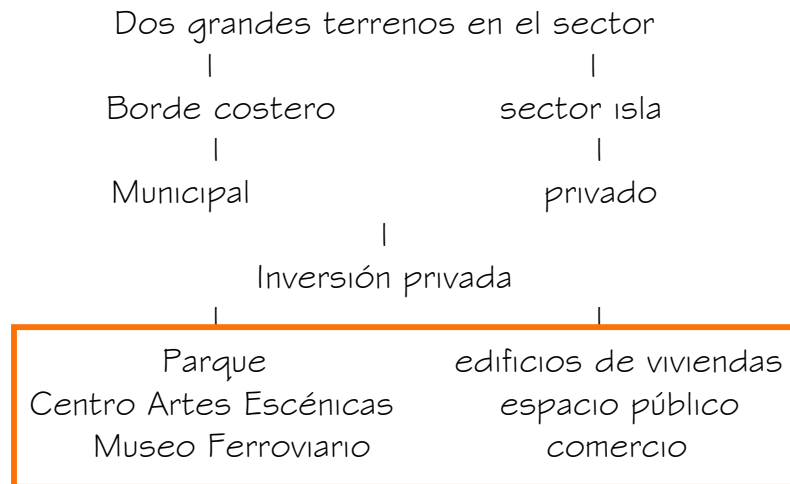 Dos grandes terrenos en el sector
Borde costero sector isla
Municipal privado
Inversión privada
Parque edificios de viviendas
Centro Artes Escénicas espacio público
Museo Ferroviario comercio